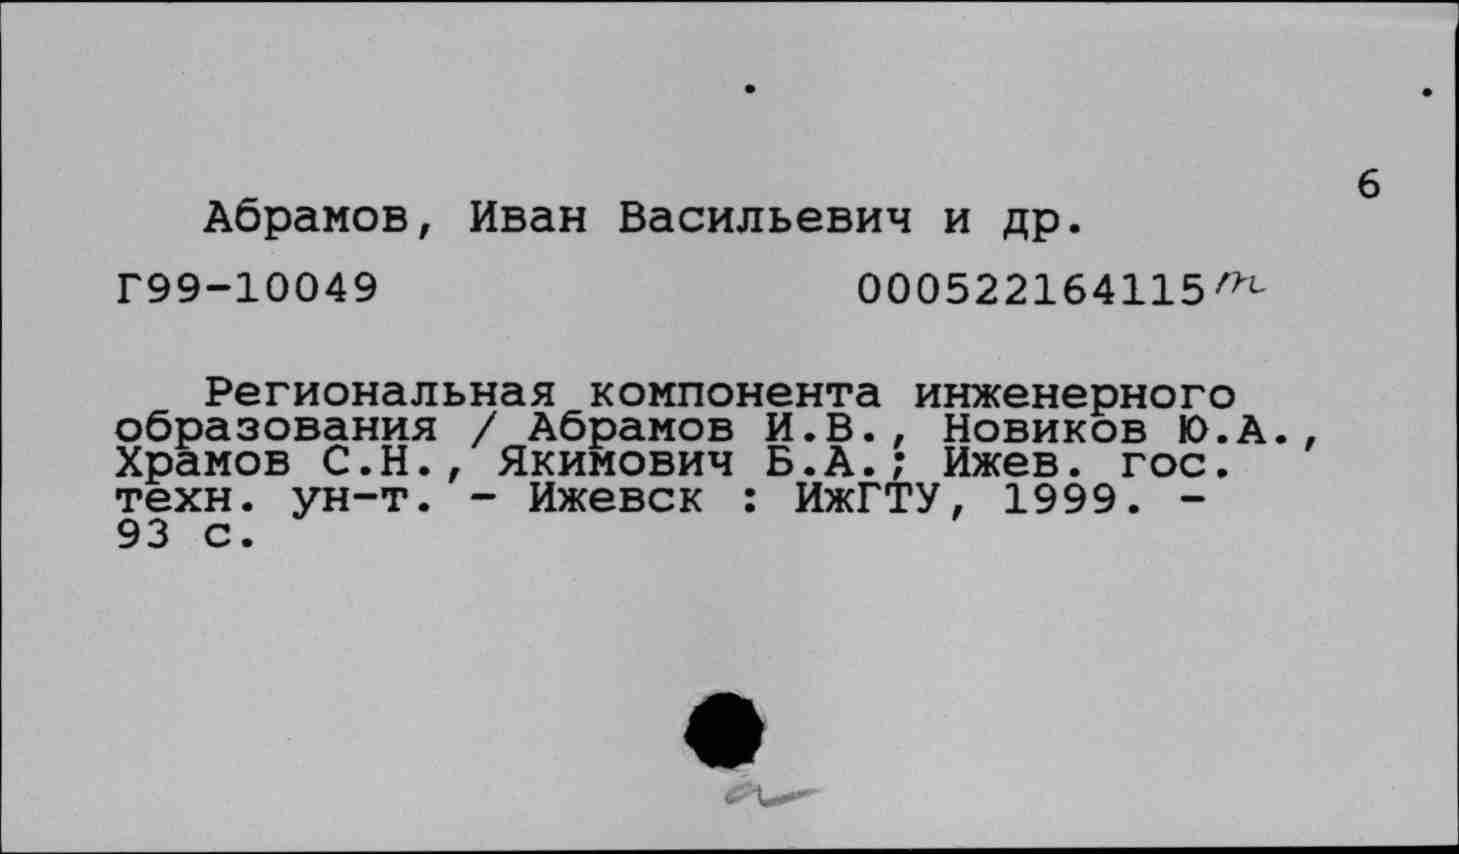 6
Абрамов, Иван Васильевич и др.
Г99-10049 000522164115
Региональная компонента инженерного
образования / Абрамов И.В., Новиков Ю.А.,
Храмов С.Н., Якимович Б.А.; Ижев. гос.
техн. ун-т. - Ижевск : ИжГТУ, 1999. -
93 с.